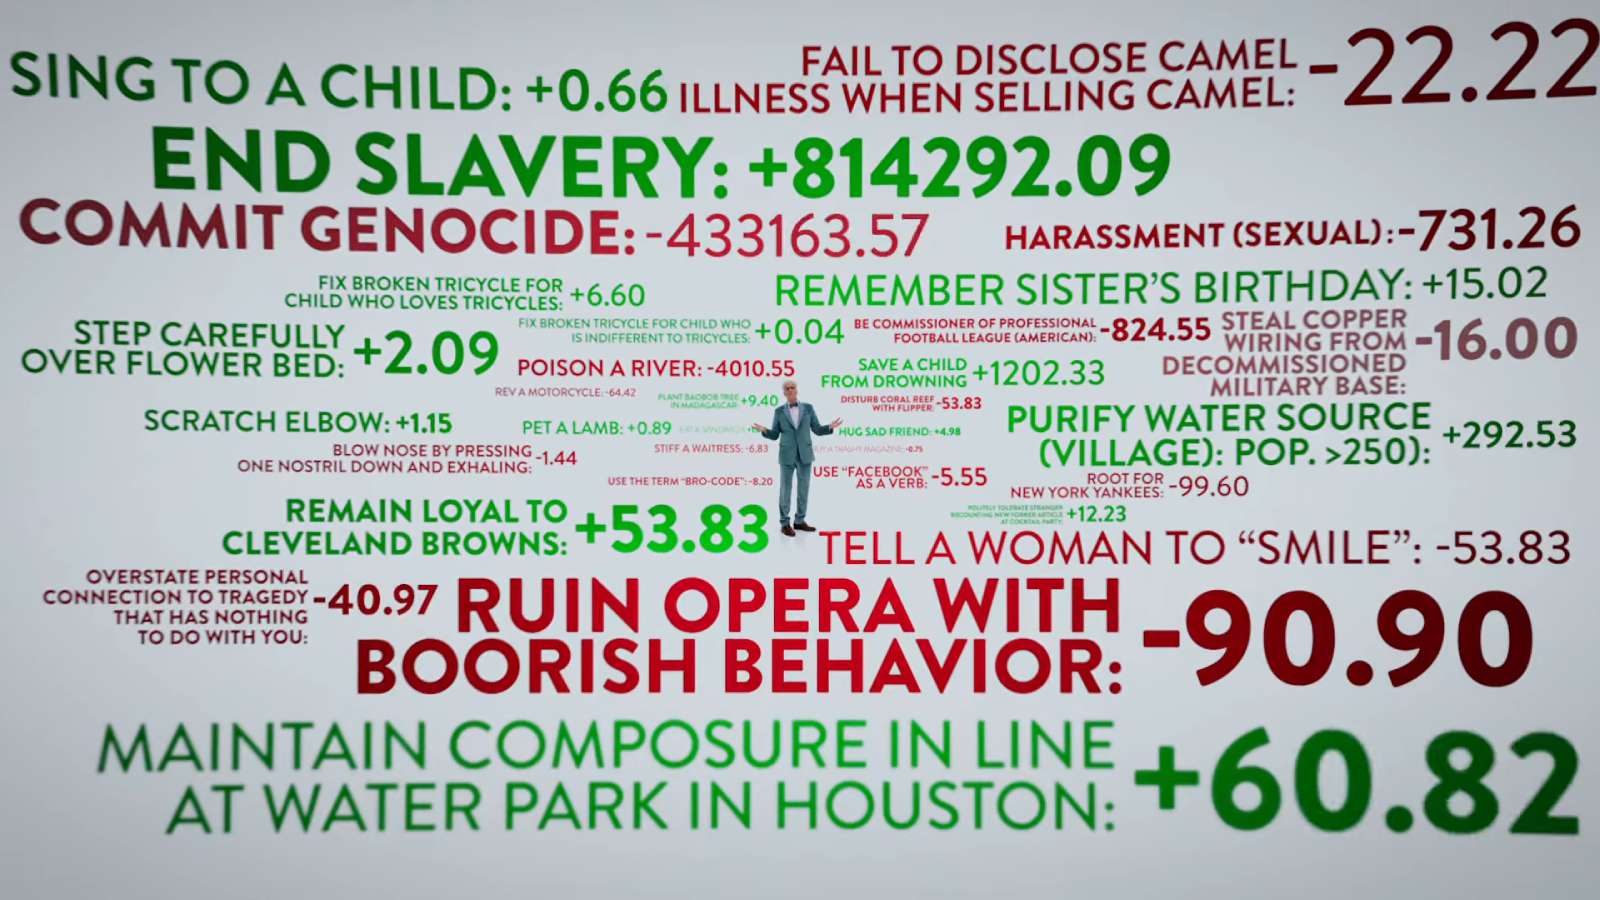 SING TO A CHILD: +0.66
FAIL TO DISCLOSE CAMEL
ILLNESS WHEN SELLING CAMEL: -22.22
END SLAVERY: +814292.09
COMMIT GENOCIDE: -433163.57
HARASSMENT (SEXUAL): -731.26
FIX BROKEN TRICYCLE FOR
CHILD WHO LOVES TRICYCLES: +6.60
REMEMBER SISTER'S BIRTHDAY: +15.02
STEP CAREFULLY
OVER FLOWER BED: +2.09
FIX BROKEN TRICYCLE FOR CHILD WHO
IS INDIFFERENT TO TRICYCLES: +0.04
BE COMMISSIONER OF PROFESSIONAL
FOOTBALL LEAGUE (AMERICAN): -824.55
STEAL COPPER
WIRING FROM
DECOMMISSIONED
MILITARY BASE: -16.00
POISON A RIVER: -4010.55
SAVE A CHILD
FROM DROWNING +1202.33
REV A MOTORCYCLE: -64.42
PLANT BAOBOB TREE
IN MADAGASCAR: +9.40
DISTURB CORAL REEF
WITH FLIPPER: -53.83
SCRATCH ELBOW: +1.15
PET A LAMB: +0.89
EAT A SANDWICH
HUG SAD FRIEND: +4.98
PURIFY WATER SOURCE
(VILLAGE): POP. >250): +292.53
BLOW NOSE BY PRESSING
ONE NOSTRIL DOWN AND EXHALING: -1.44
STIFF A WAITRESS: -6.83
BUY A TRASHY MAGAZINE: -0.75
USE THE TERM "BRO-CODE": -8.20
USE "FACEBOOK"
AS A VERB: -5.55
ROOT FOR
NEW YORK YANKEES: -99.60
REMAIN LOYAL TO
CLEVELAND BROWNS: +53.83
POLITELY TOLERATE STRANGER
RECOUNTING NEW YORKER ARTICLE
AT COCKTAIL PARTY: +12.23
TELL A WOMAN TO "SMILE": -53.83
OVERSTATE PERSONAL
CONNECTION TO TRAGEDY
THAT HAS NOTHING
TO DO WITH YOU: -40.97
RUIN OPERA WITH
BOORISH BEHAVIOR: -90.90
MAINTAIN COMPOSURE IN LINE
AT WATER PARK IN HOUSTON: +60.82